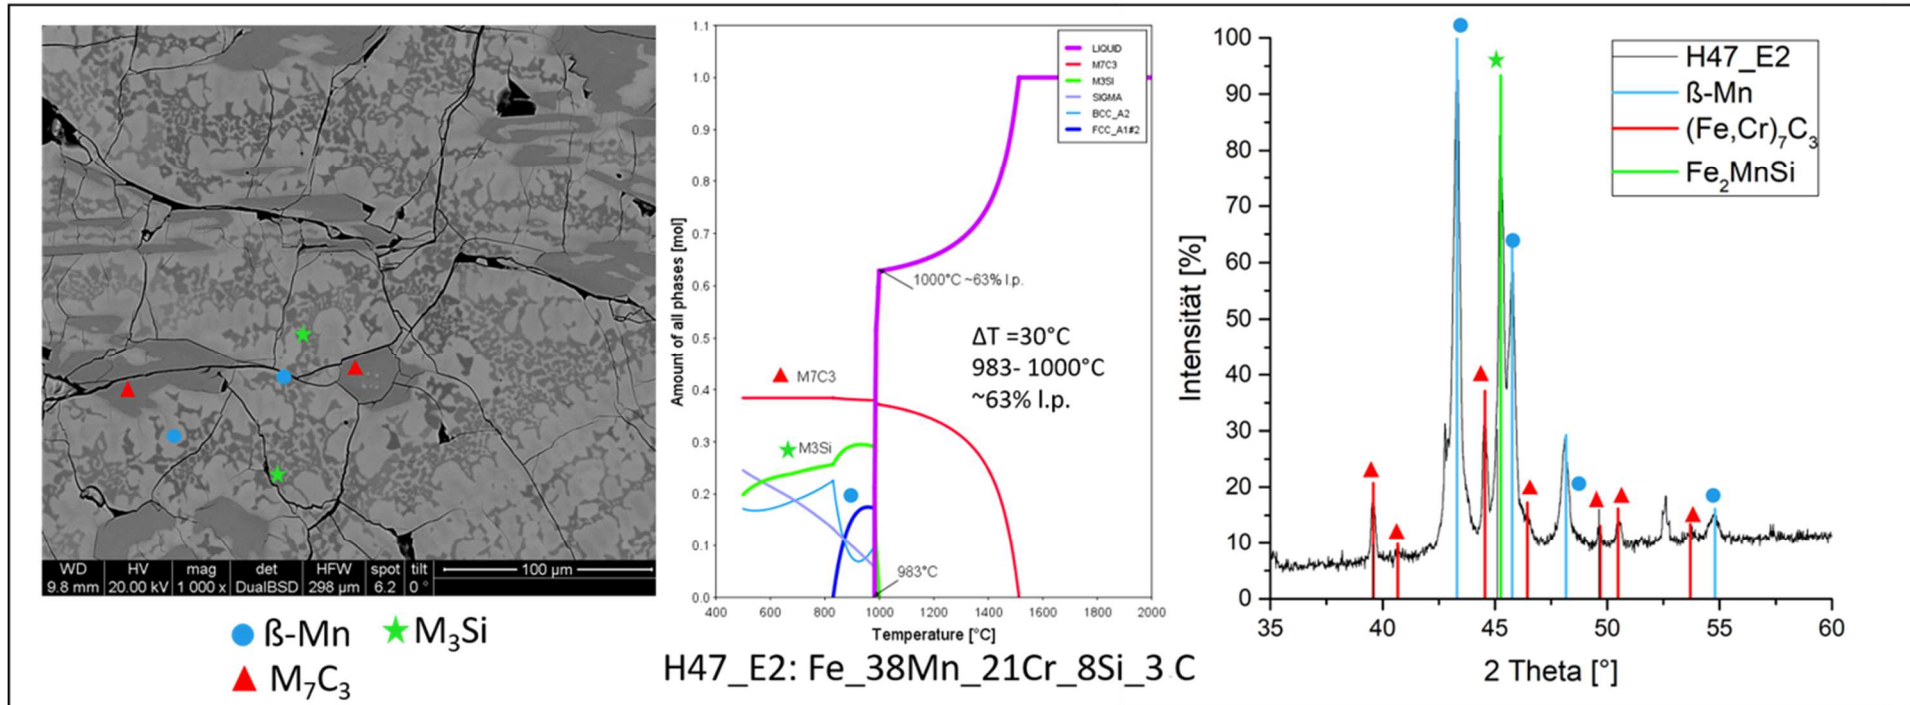 WD HV mag det HFW spot tilt 100 µm
9.8 mm 20.00 kV 1 000 x DualBSD 298 µm 6.2 0 °
ß-Mn M₃Si
M₇C₃
1.1
1.0
0.9
0.8
0.7
0.6
0.5
0.4
0.3
0.2
0.1
0.0
Amount of all phases [mol]
LIQUID
M7C3
M3SI
SIGMA
BCC_A2
FCC_A1#2
1000°C ~63% l.p.
ΔT =30°C
983- 1000°C
~63% l.p.
M7C3
M3Si
983°C
400 600 800 1000 1200 1400 1600 1800 2000
Temperature [°C]
H47_E2: Fe_38Mn_21Cr_8Si_3 C
100
90
80
70
60
50
40
30
20
10
0
Intensität [%]
H47_E2
ß-Mn
(Fe,Cr)₇C₃
Fe₂MnSi
35 40 45 50 55 60
2 Theta [°]